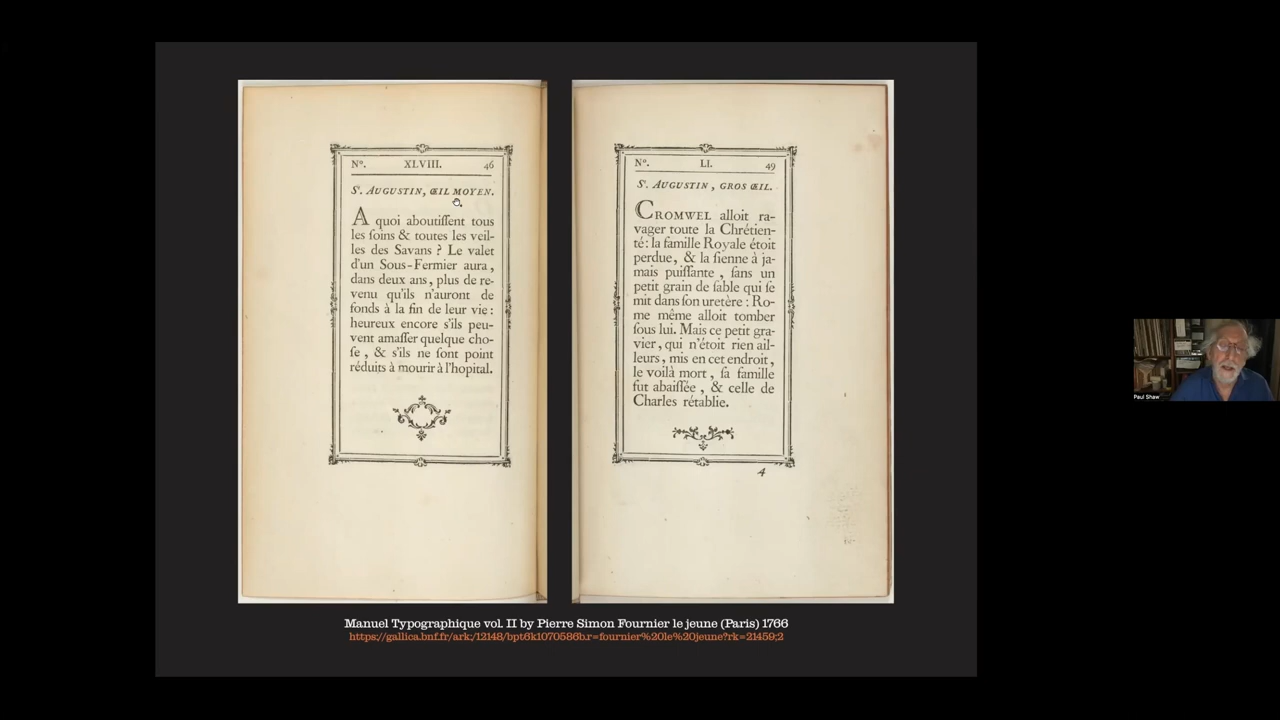 Nº. XLVIII. 46
Sᵗ. AUGUSTIN, ŒIL MOYEN.
A quoi aboutiſſent tous
les ſoins & toutes les veil-
les des Savans ? Le valet
d'un Sous-Fermier aura ,
dans deux ans , plus de re-
venu qu'ils n'auront de
fonds à la fin de leur vie :
heureux encore s'ils peu-
vent amaſſer quelque cho-
ſe , & s'ils ne ſont point
réduits à mourir à l'hopital.
Nº. LI. 49
Sᵗ. AUGUSTIN , GROS ŒIL.
CROMWEL alloit ra-
vager toute la Chrétien-
té : la famille Royale étoit
perdue , & la ſienne à ja-
mais puiſſante , ſans un
petit grain de ſable qui ſe
mit dans ſon uretère : Ro-
me même alloit tomber
ſous lui. Mais ce petit gra-
vier , qui n'étoit rien ail-
leurs , mis en cet endroit ,
le voilà mort , ſa famille
fut abaiſſée , & celle de
Charles rétablie.
4
Manuel Typographique vol. II by Pierre Simon Fournier le jeune (Paris) 1766
https://gallica.bnf.fr/ark:/12148/bpt6k1070586b.r=fournier%20le%20jeune?rk=21459;2
Paul Shaw